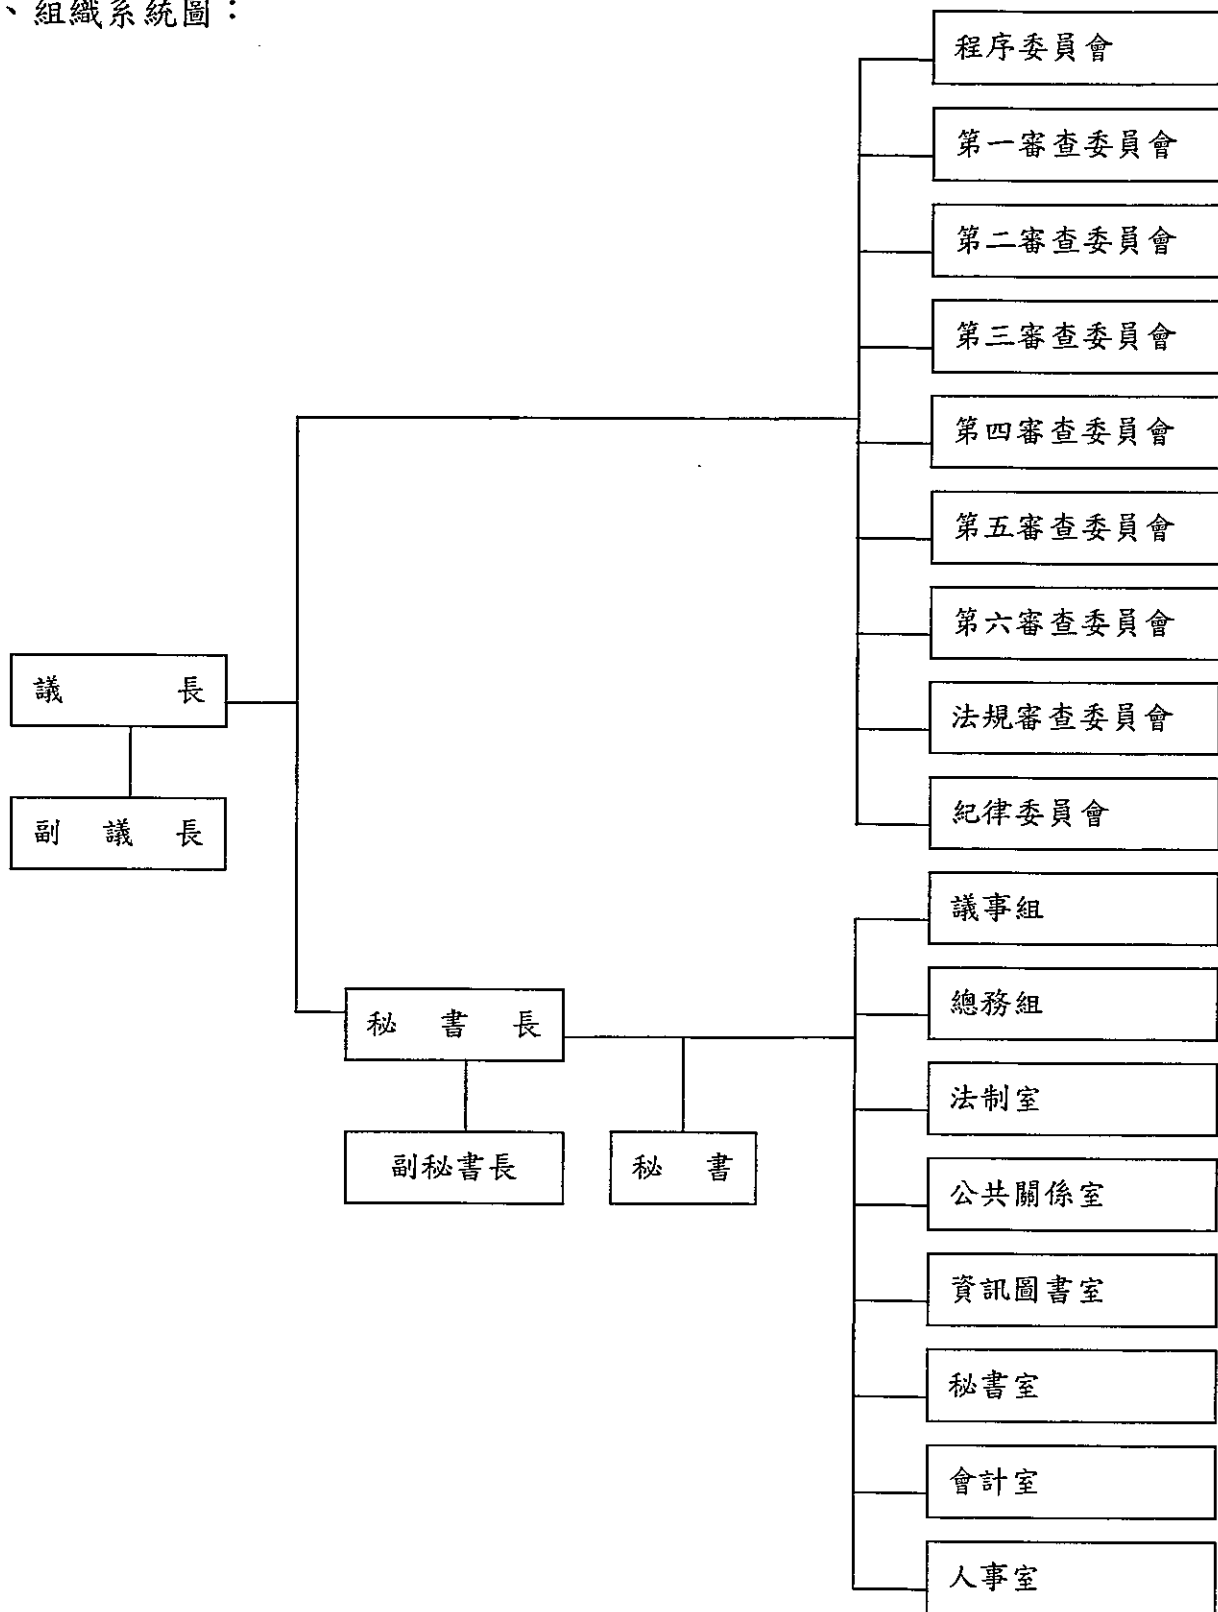 、組織系統圖：
程序委員會
第一審查委員會
第二審查委員會
第三審查委員會
第四審查委員會
第五審查委員會
第六審查委員會
法規審查委員會
紀律委員會
議長
副議長
秘書長
副秘書長
秘書
議事組
總務組
法制室
公共關係室
資訊圖書室
秘書室
會計室
人事室